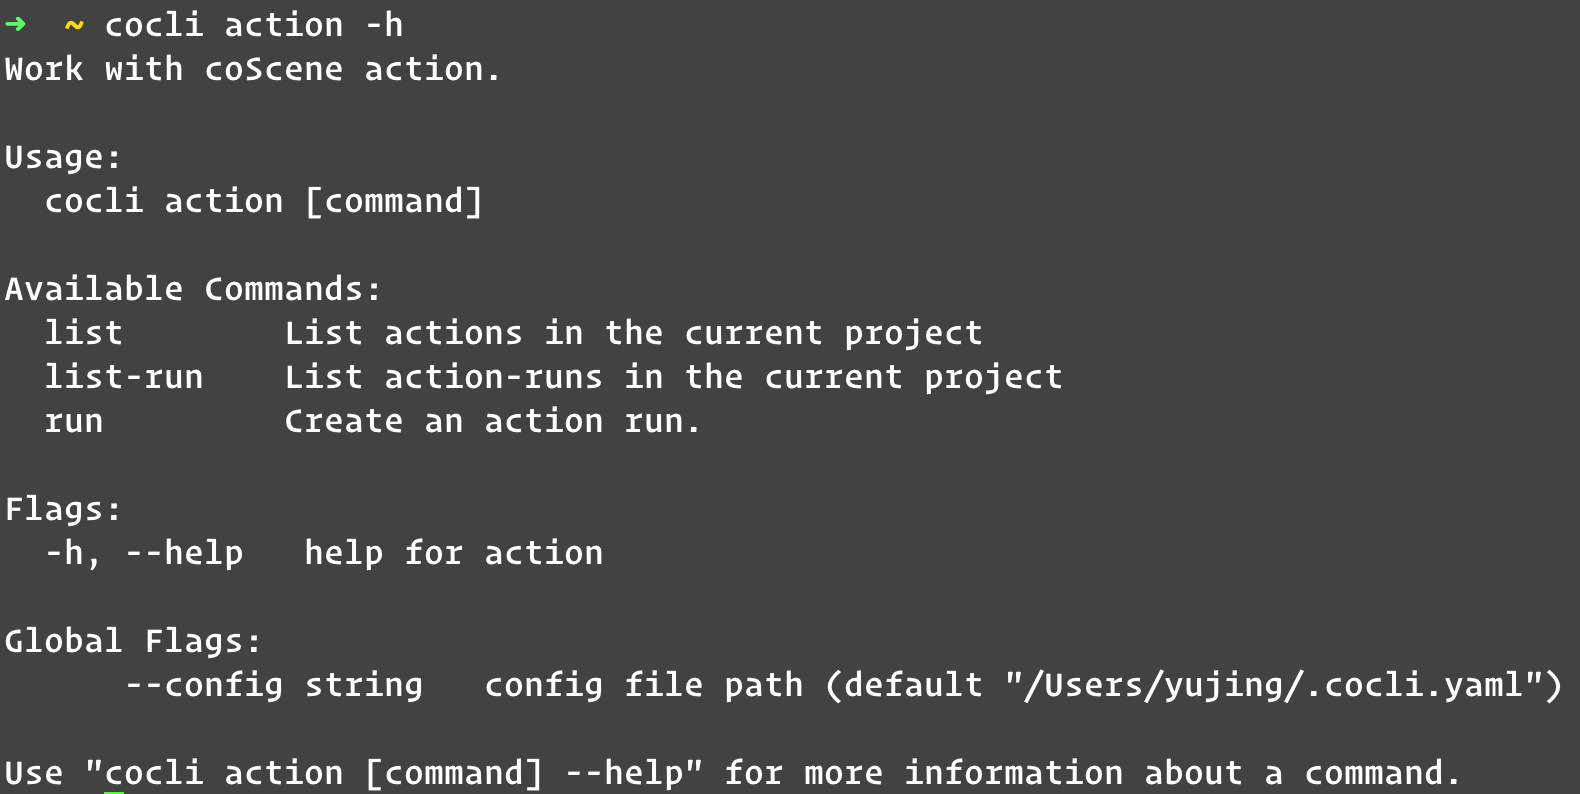 ➜  ~ cocli action -h
Work with coScene action.

Usage:
  cocli action [command]

Available Commands:
  list        List actions in the current project
  list-run    List action-runs in the current project
  run         Create an action run.

Flags:
  -h, --help   help for action

Global Flags:
      --config string   config file path (default "/Users/yujing/.cocli.yaml")

Use "cocli action [command] --help" for more information about a command.